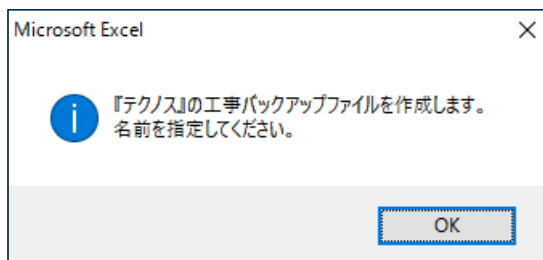 Microsoft Excel
『テクノス』の工事バックアップファイルを作成します。
名前を指定してください。
OK